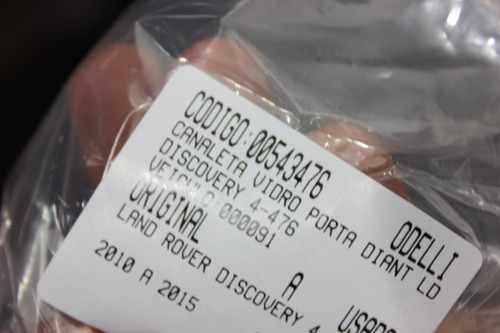 CODIGO:00543476
CANALETA VIDRO PORTA DIANT LD
DISCOVERY 4-476
VEICULO:000091 ODELLI
ORIGINAL
LAND ROVER DISCOVERY 4
2010 A 2015 A